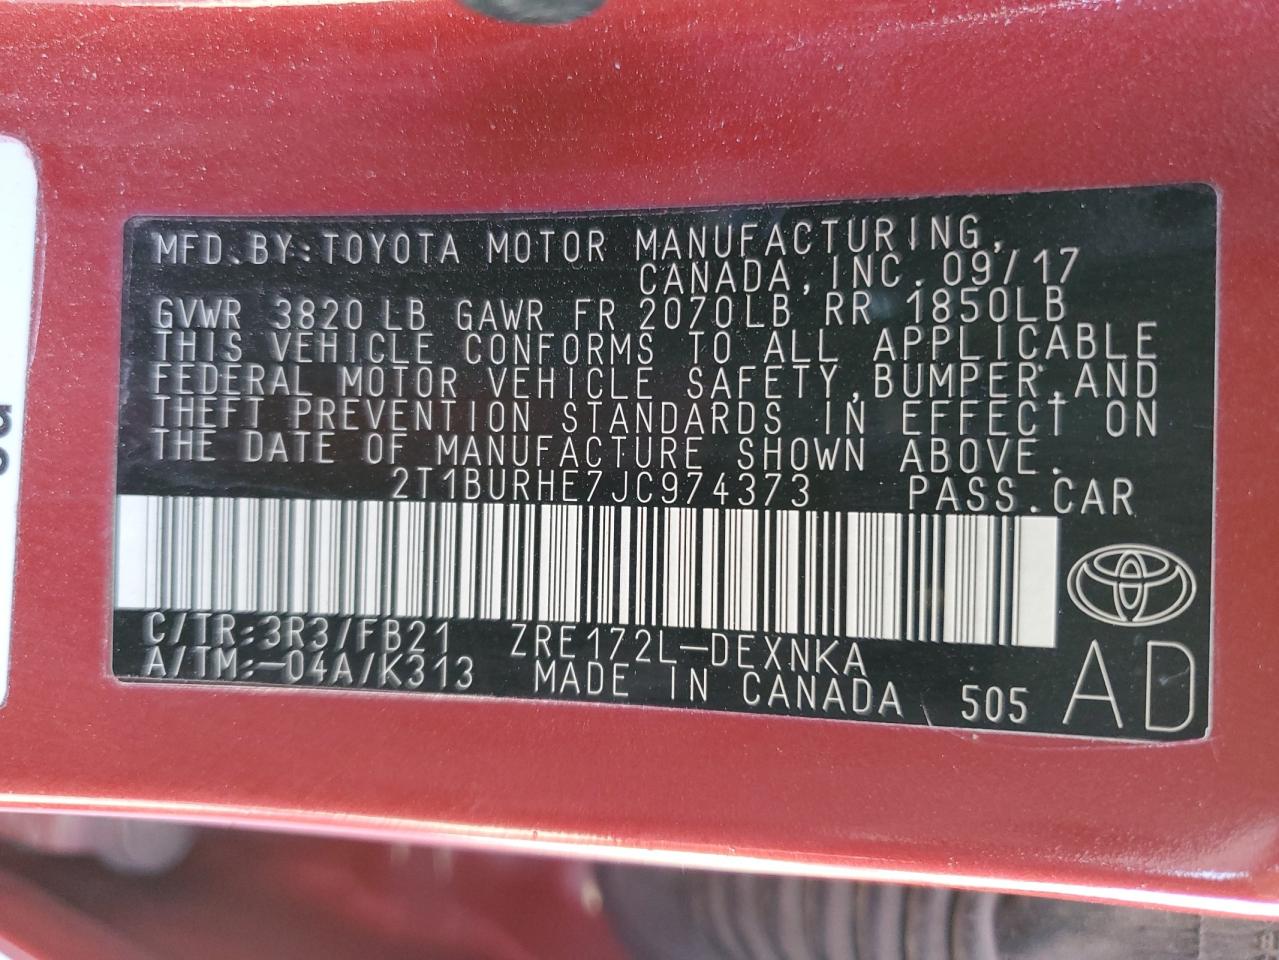 MFD.BY:TOYOTA MOTOR MANUFACTURING,
CANADA,INC.09/17
GVWR 3820LB GAWR FR 2070LB RR 1850LB
THIS VEHICLE CONFORMS TO ALL APPLICABLE
FEDERAL MOTOR VEHICLE SAFETY,BUMPER,AND
THEFT PREVENTION STANDARDS IN EFFECT ON
THE DATE OF MANUFACTURE SHOWN ABOVE.
2T1BURHE7JC974373 PASS.CAR
C/TR:3R3/FB21 ZRE172L-DEXNKA
A/TM:-04A/K313 MADE IN CANADA 505 AD